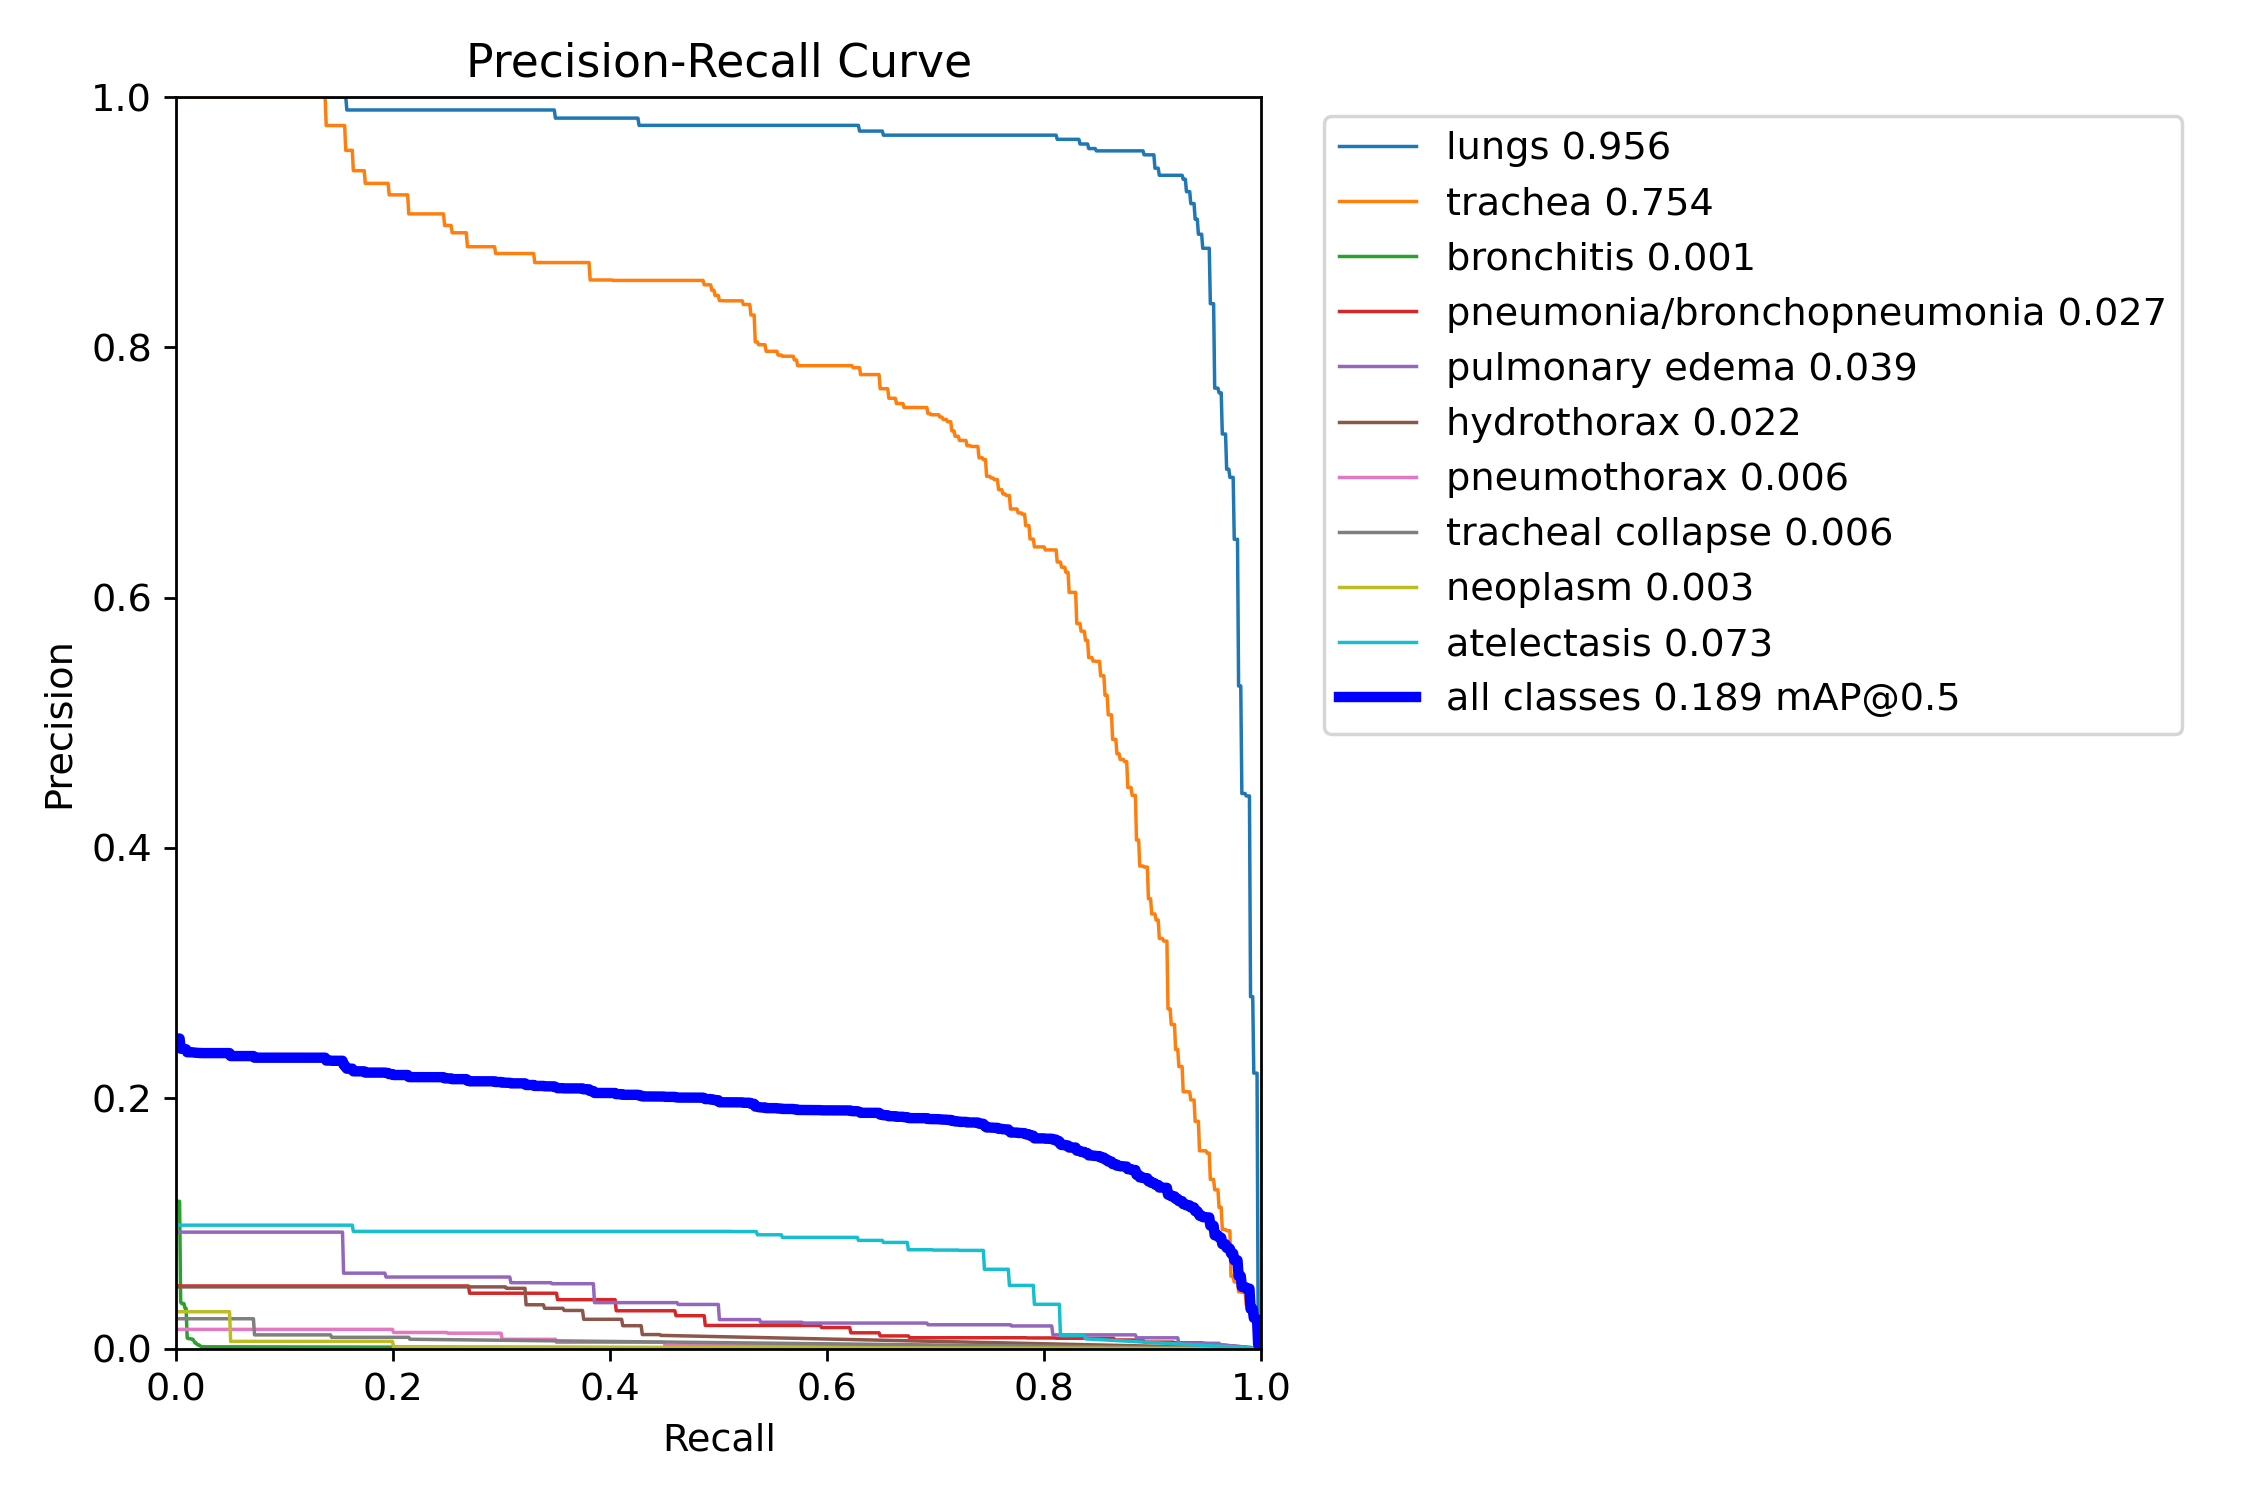 Precision-Recall Curve
1.0
0.8
0.6
0.4
0.2
0.0
Precision
0.0 0.2 0.4 0.6 0.8 1.0
Recall
lungs 0.956
trachea 0.754
bronchitis 0.001
pneumonia/bronchopneumonia 0.027
pulmonary edema 0.039
hydrothorax 0.022
pneumothorax 0.006
tracheal collapse 0.006
neoplasm 0.003
atelectasis 0.073
all classes 0.189 mAP@0.5